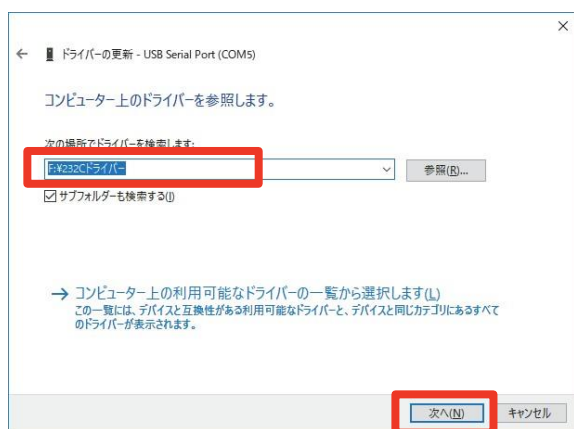 ドライバーの更新 - USB Serial Port (COM5)
コンピューター上のドライバーを参照します。
次の場所でドライバーを検索します:
F:¥232Cドライバー
参照(R)...
サブフォルダーも検索する(I)
コンピューター上の利用可能なドライバーの一覧から選択します(L)
この一覧には、デバイスと互換性がある利用可能なドライバーと、デバイスと同じカテゴリにあるすべて
のドライバーが表示されます。
次へ(N)
キャンセル